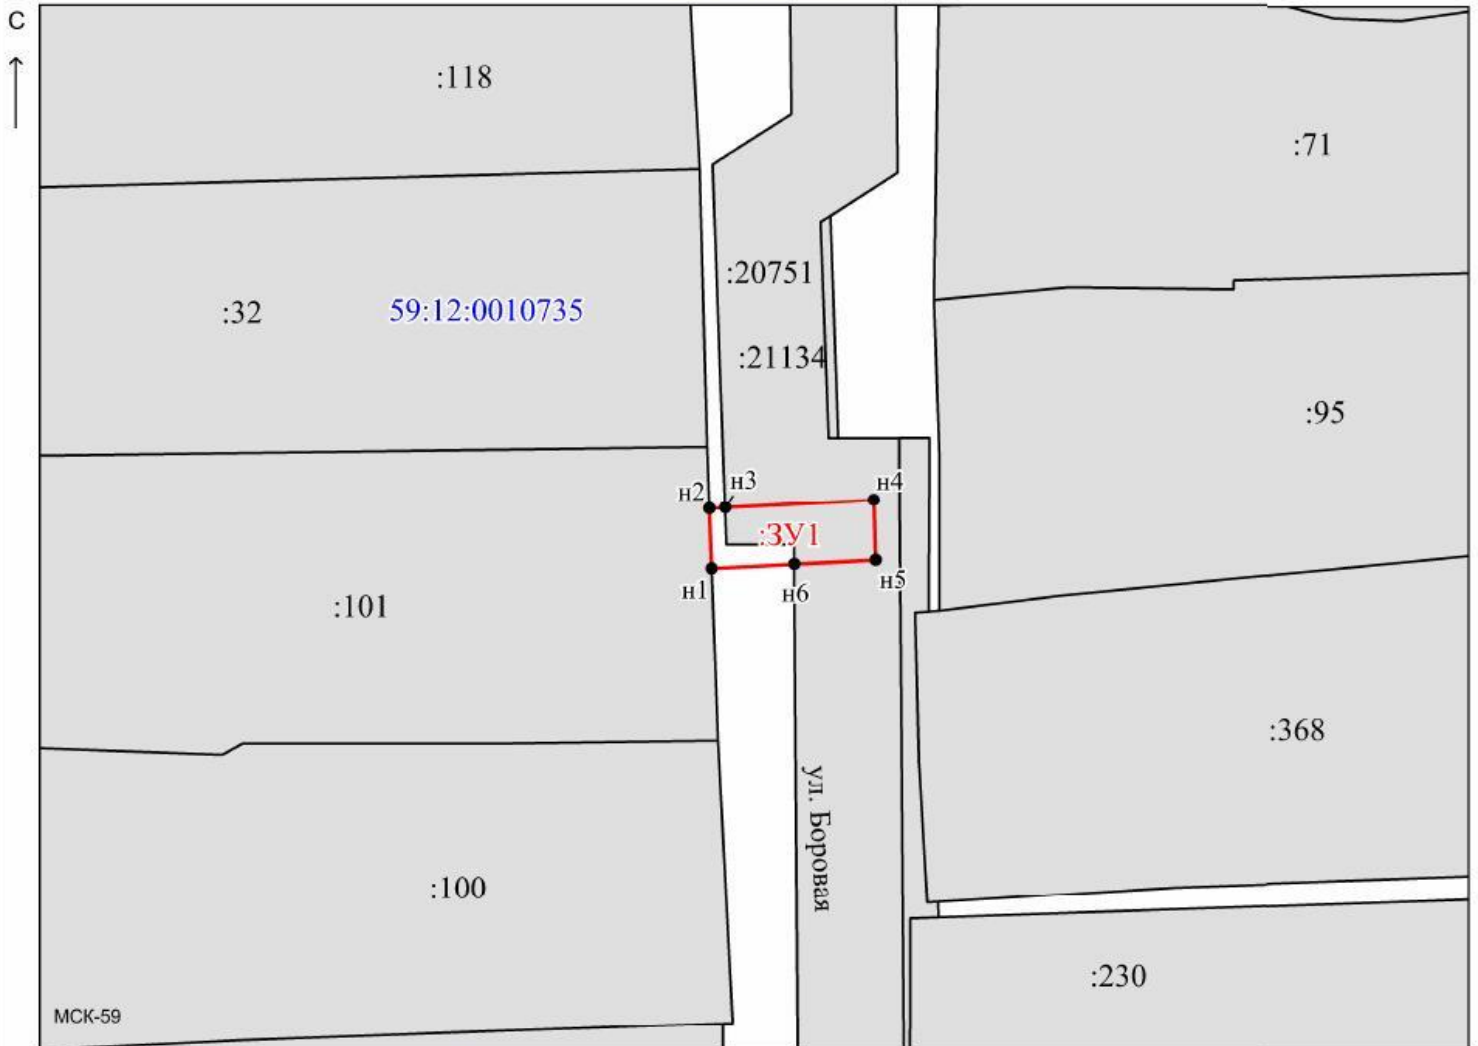 С
:118
:71
:20751
:32
59:12:0010735
:21134
:95
н3
н4
н2
:ЗУ1
н5
н1
н6
:101
:368
ул. Боровая
:100
:230
МСК-59